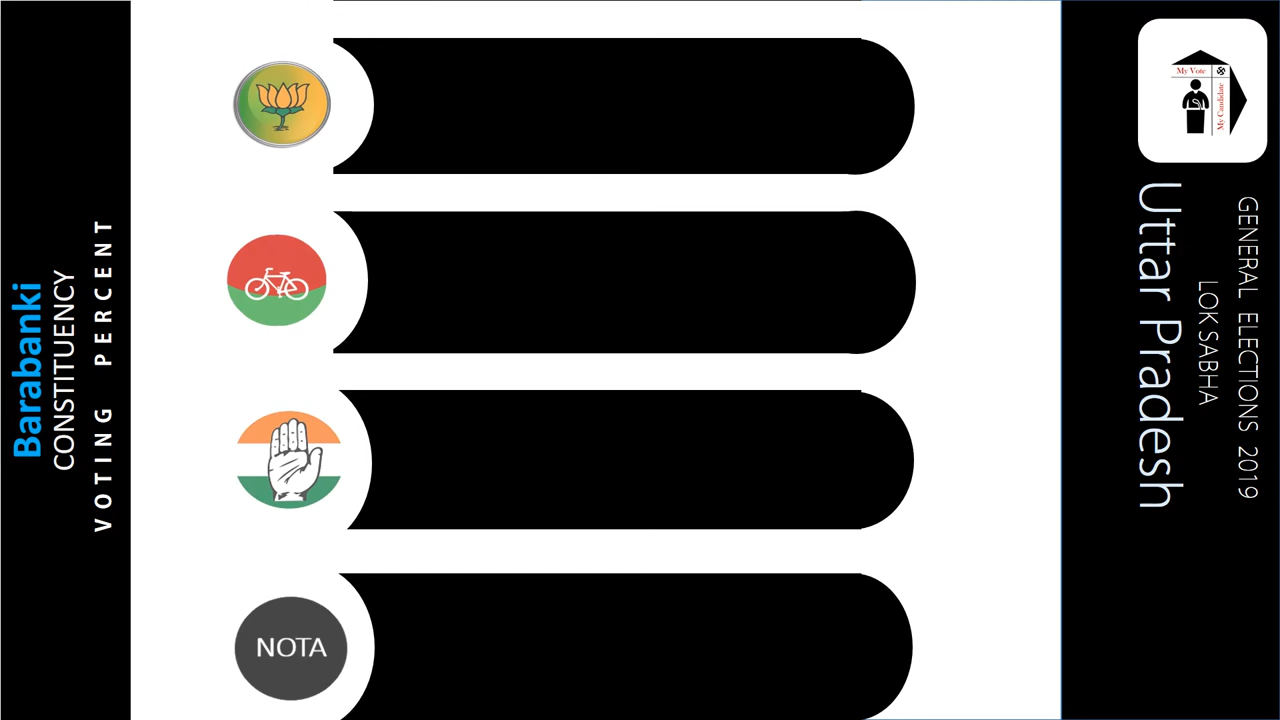 Barabanki
CONSTITUENCY
VOTING PERCENT
NOTA
My Vote
My Candidate
GENERAL ELECTIONS 2019
LOK SABHA
Uttar Pradesh